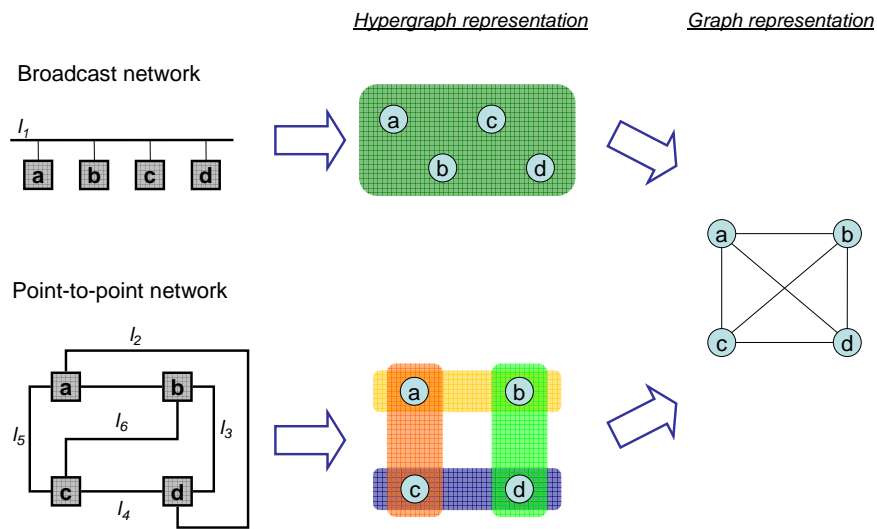 Hypergraph representation
Graph representation
Broadcast network
l1
a b c d
a c
b d
a b
c d
Point-to-point network
l2
a b
l5 l6 l3
c d
l4
a b
c d